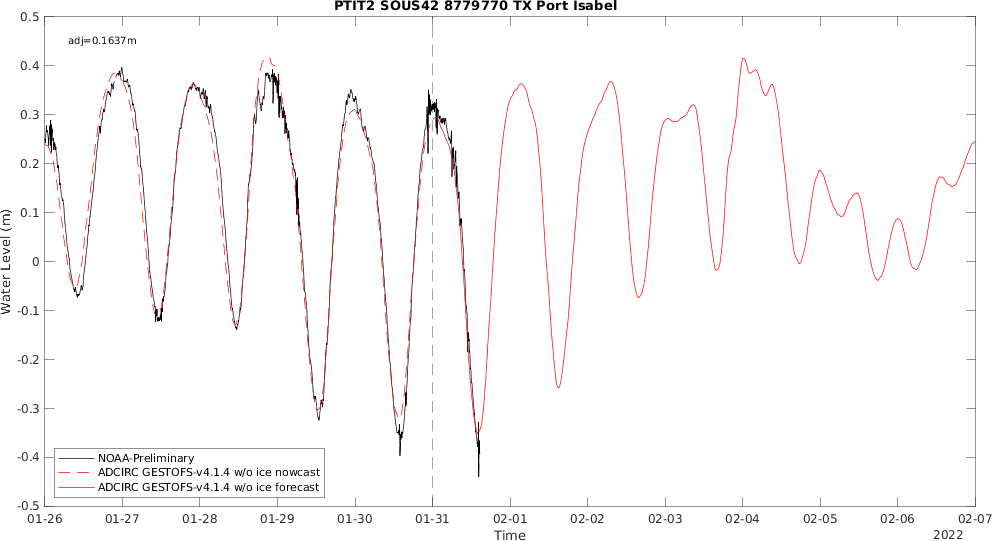 PTIT2 SOUS42 8779770 TX Port Isabel
adj=0.1637m
0.5
0.4
0.3
0.2
0.1
0
-0.1
-0.2
-0.3
-0.4
-0.5
Water Level (m)
NOAA-Preliminary
ADCIRC GESTOFS-v4.1.4 w/o ice nowcast
ADCIRC GESTOFS-v4.1.4 w/o ice forecast
01-26 01-27 01-28 01-29 01-30 01-31 02-01 02-02 02-03 02-04 02-05 02-06 02-07
Time
2022